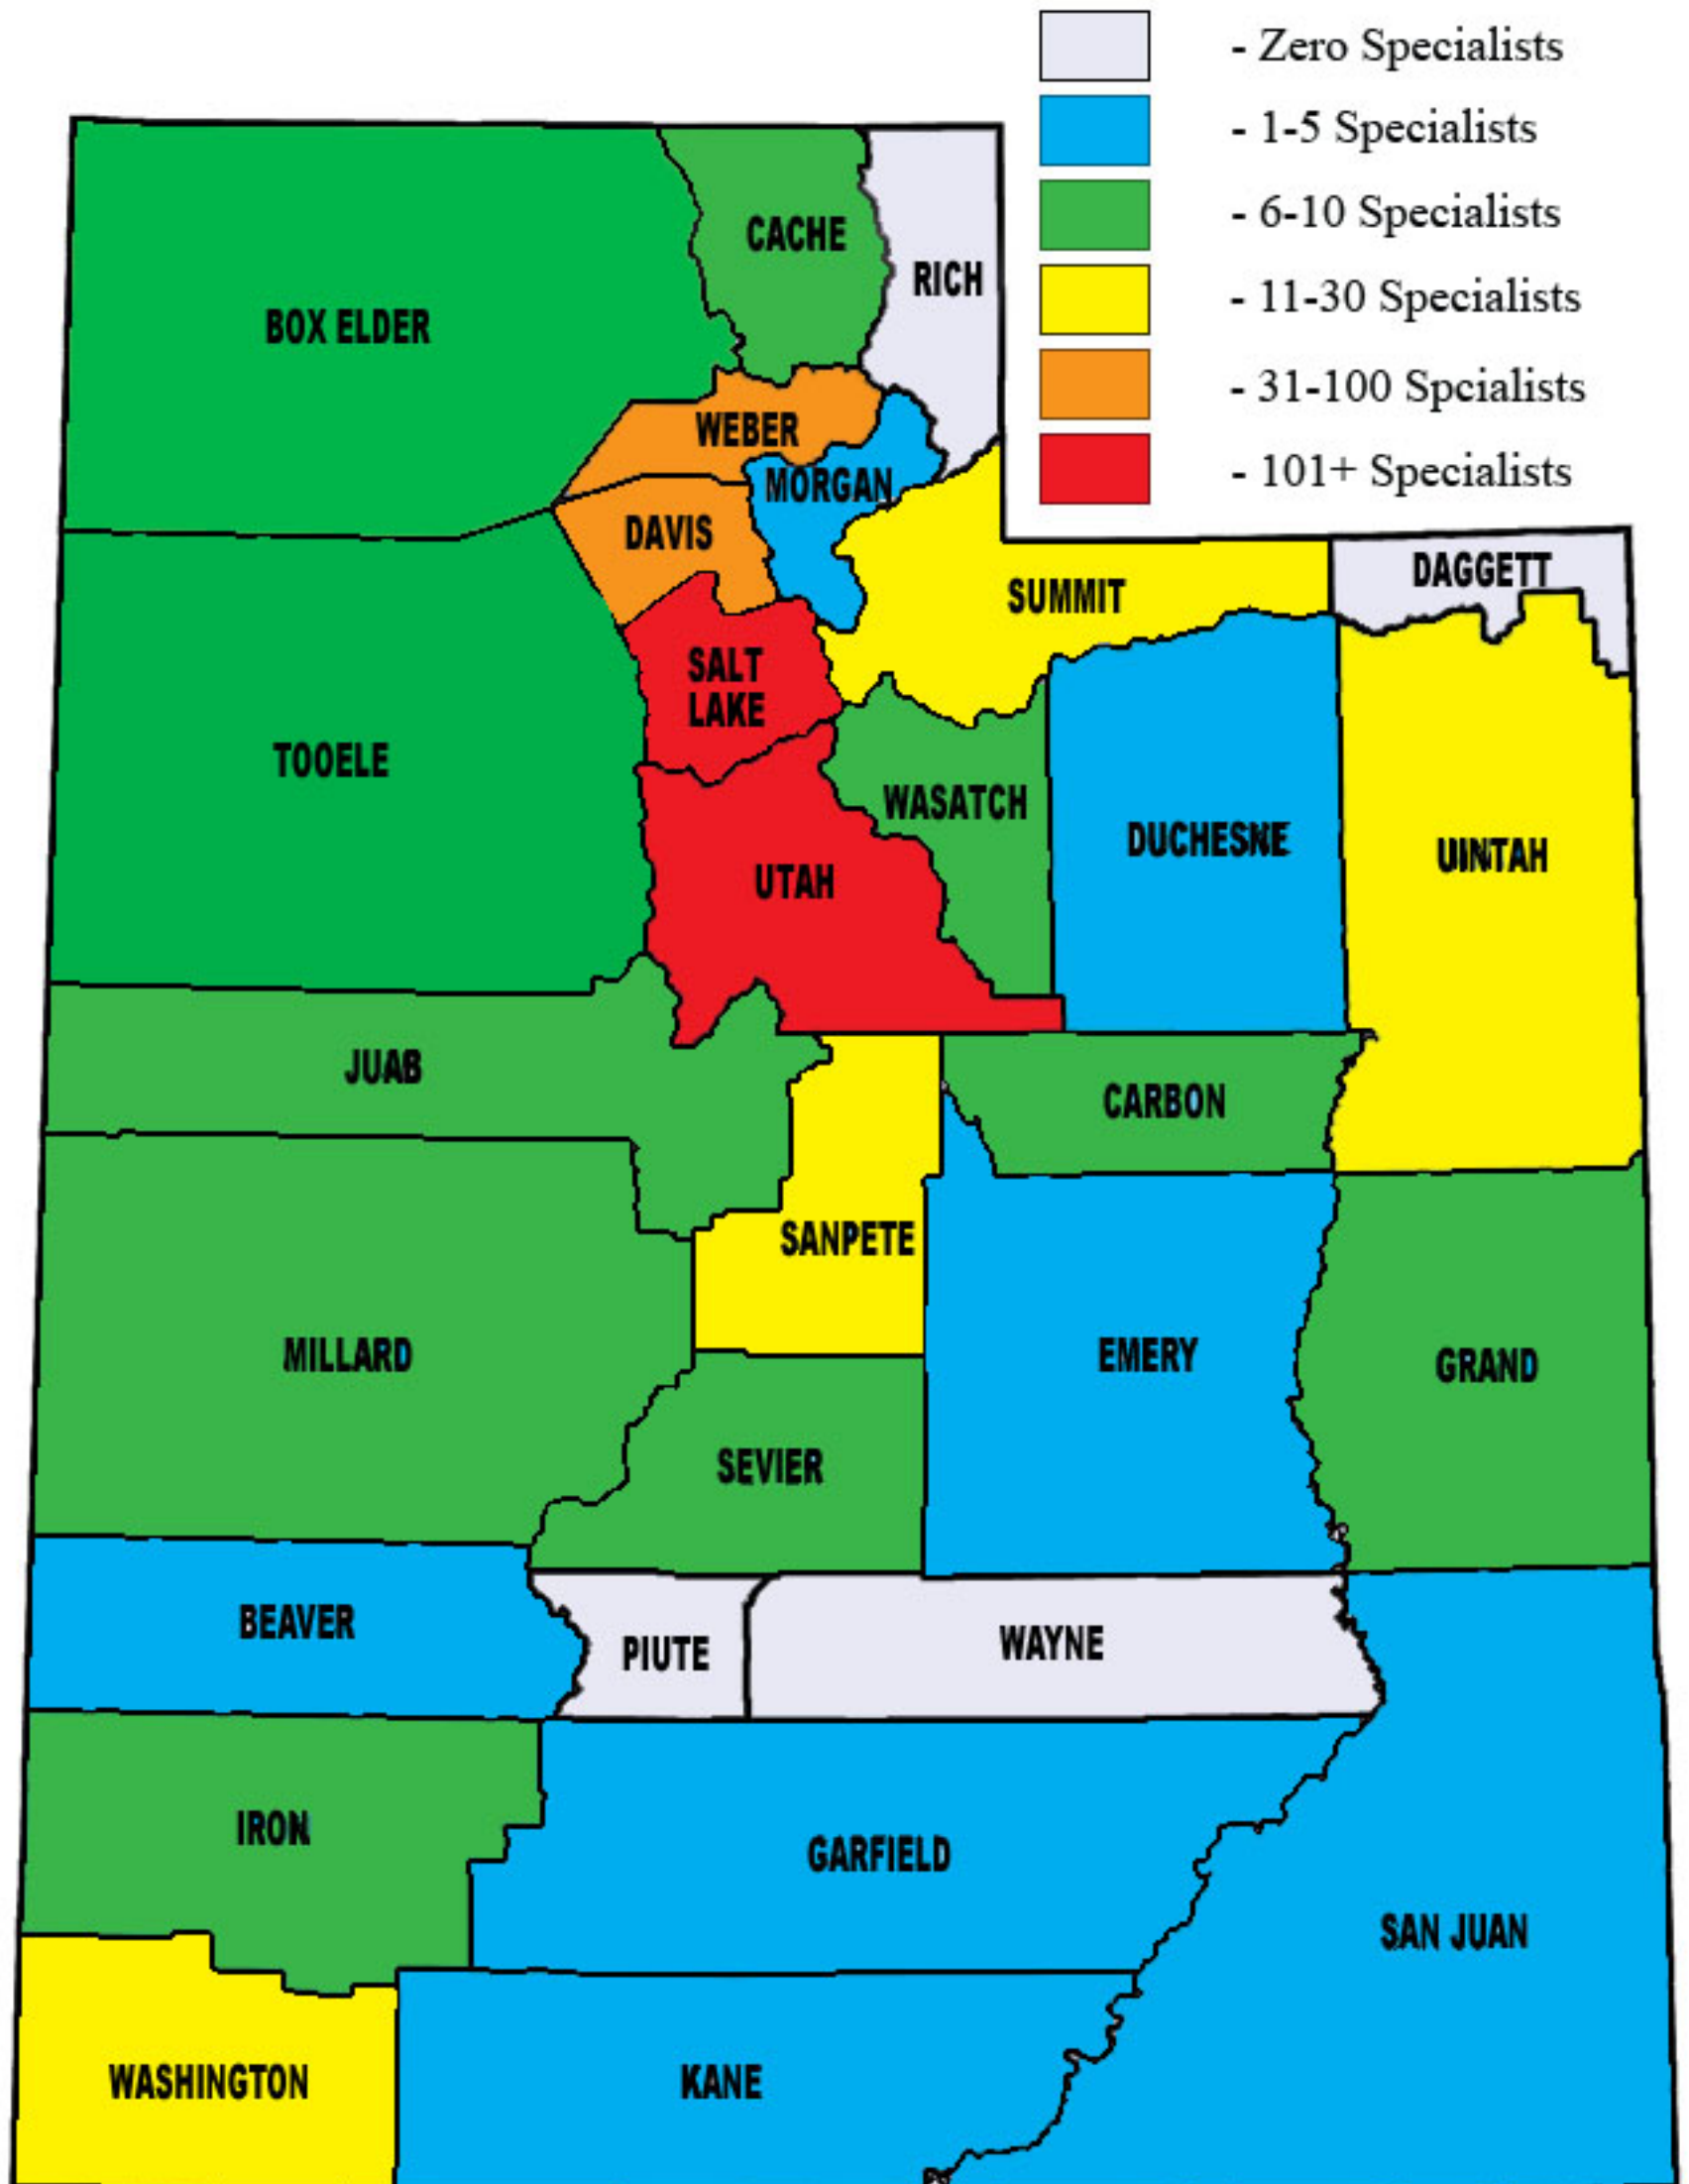 - Zero Specialists
- 1-5 Specialists
- 6-10 Specialists
- 11-30 Specialists
- 31-100 Spcialists
- 101+ Specialists
CACHE
RICH
BOX ELDER
WEBER
MORGAN
DAVIS
DAGGETT
SUMMIT
SALT
LAKE
TOOELE
WASATCH
DUCHESNE
UINTAH
UTAH
JUAB
CARBON
SANPETE
MILLARD
EMERY
GRAND
SEVIER
BEAVER
PIUTE
WAYNE
IRON
GARFIELD
SAN JUAN
WASHINGTON
KANE